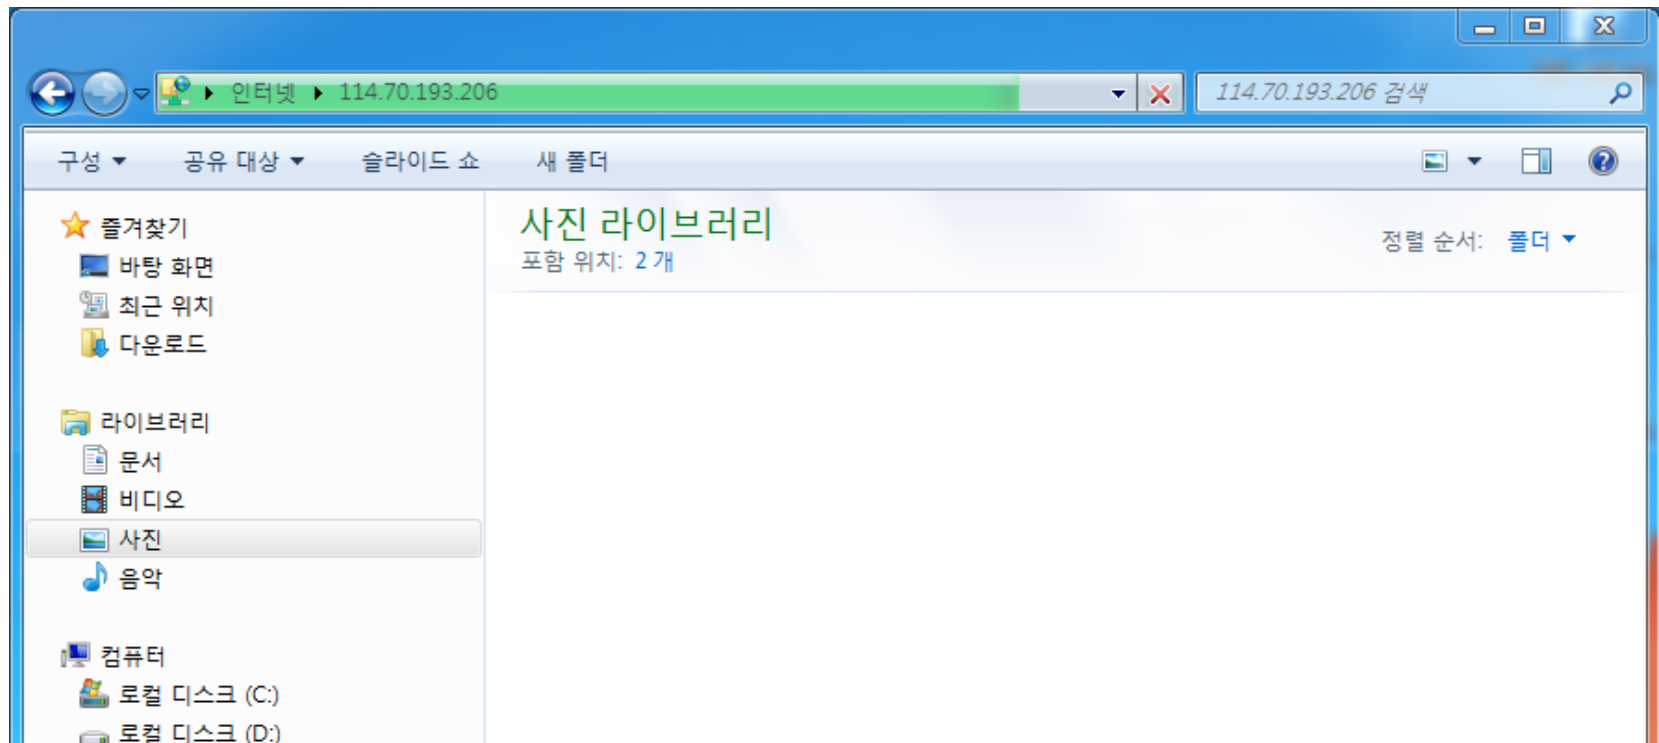 인터넷 114.70.193.206
114.70.193.206 검색
구성 공유 대상 슬라이드 쇼 새 폴더
즐겨찾기
바탕 화면
최근 위치
다운로드
라이브러리
문서
비디오
사진
음악
컴퓨터
로컬 디스크 (C:)
로컬 디스크 (D:)
사진 라이브러리
포함 위치: 2개
정렬 순서: 폴더